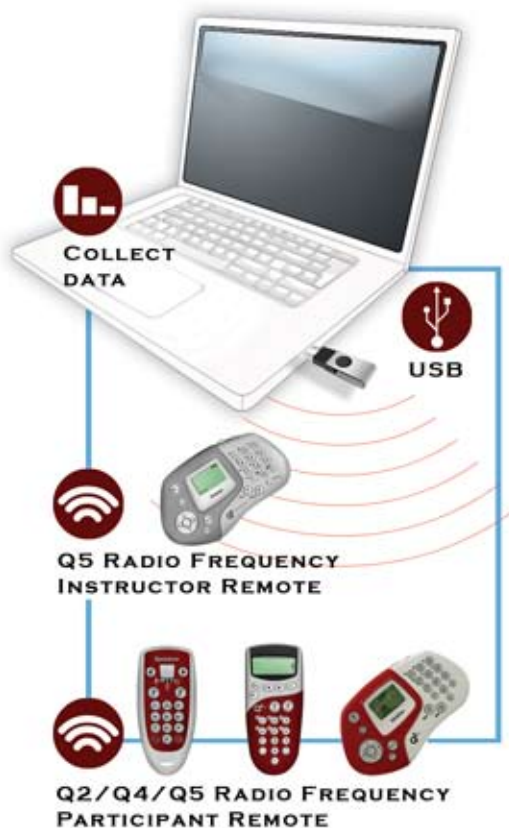 COLLECT
DATA
USB
Q5 RADIO FREQUENCY
INSTRUCTOR REMOTE
Q2/Q4/Q5 RADIO FREQUENCY
PARTICIPANT REMOTE